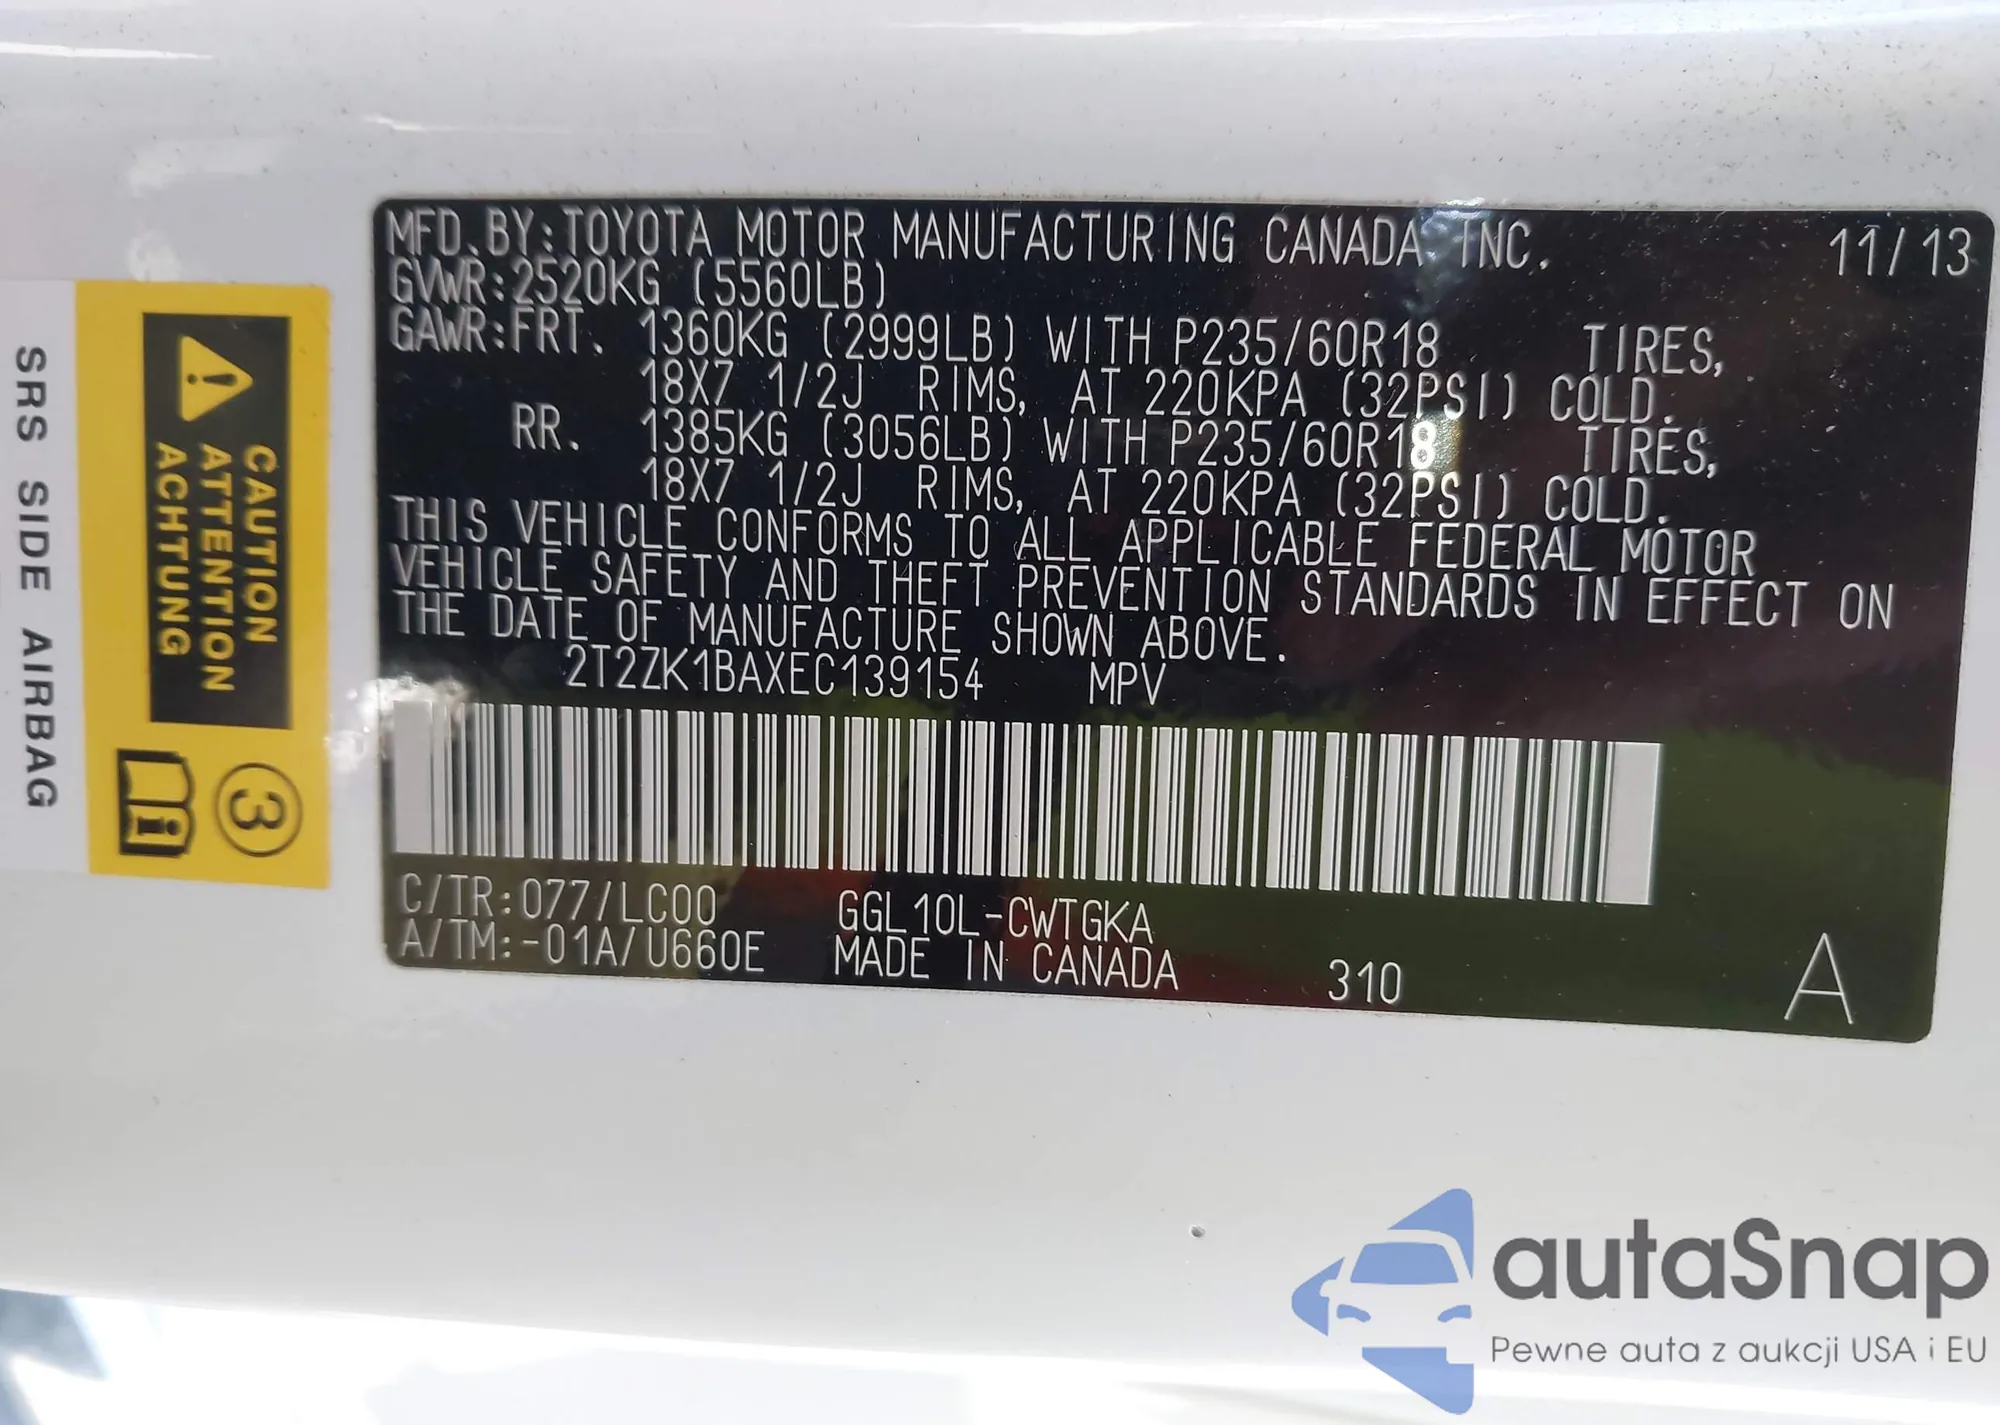 MFD. BY: TOYOTA MOTOR MANUFACTURING CANADA INC. 11/13
GVWR: 2520KG (5560LB)
GAWR: FRT. 1360KG (2999LB) WITH P235/60R18 TIRES,
18X7 1/2J RIMS, AT 220KPA (32PSI) COLD.
RR. 1385KG (3056LB) WITH P235/60R18 TIRES,
18X7 1/2J RIMS, AT 220KPA (32PSI) COLD.
THIS VEHICLE CONFORMS TO ALL APPLICABLE FEDERAL MOTOR
VEHICLE SAFETY AND THEFT PREVENTION STANDARDS IN EFFECT ON
THE DATE OF MANUFACTURE SHOWN ABOVE.
2T2ZK1BAXEC139154 MPV
C/TR: 077/LC00 GGL10L-CWTGKA
A/TM: -01A/U660E MADE IN CANADA 310 A
CAUTION
ATTENTION
ACHTUNG
3
SRS SIDE AIRBAG
autaSnap
Pewne auta z aukcji USA i EU